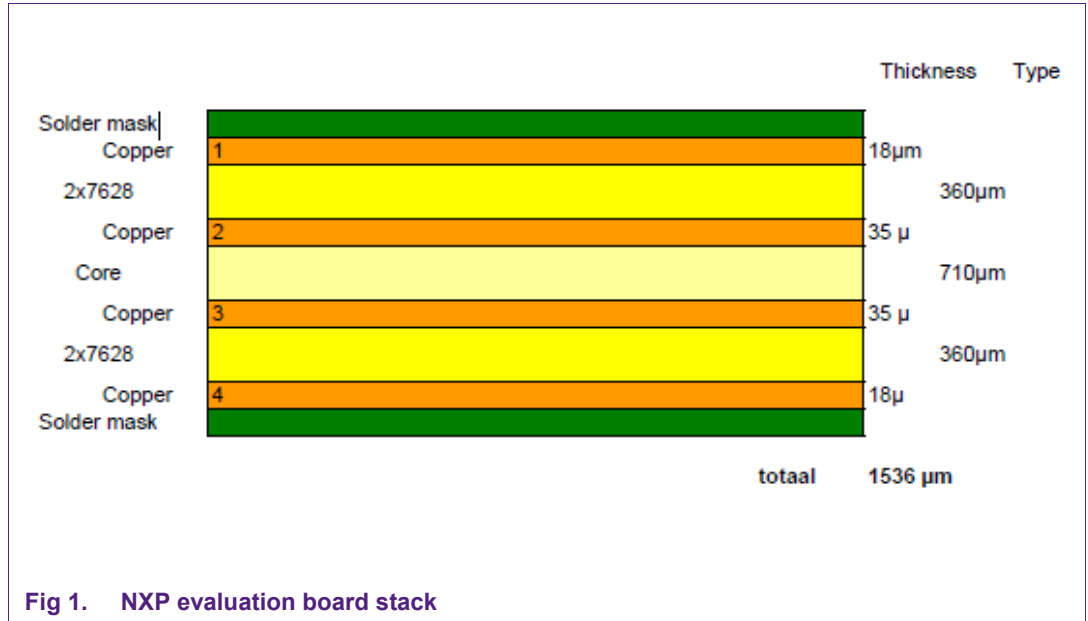 Thickness Type
Solder mask
Copper 1 18µm
2x7628 360µm
Copper 2 35 µ
Core 710µm
Copper 3 35 µ
2x7628 360µm
Copper 4 18µ
Solder mask
totaal 1536 µm
Fig 1. NXP evaluation board stack